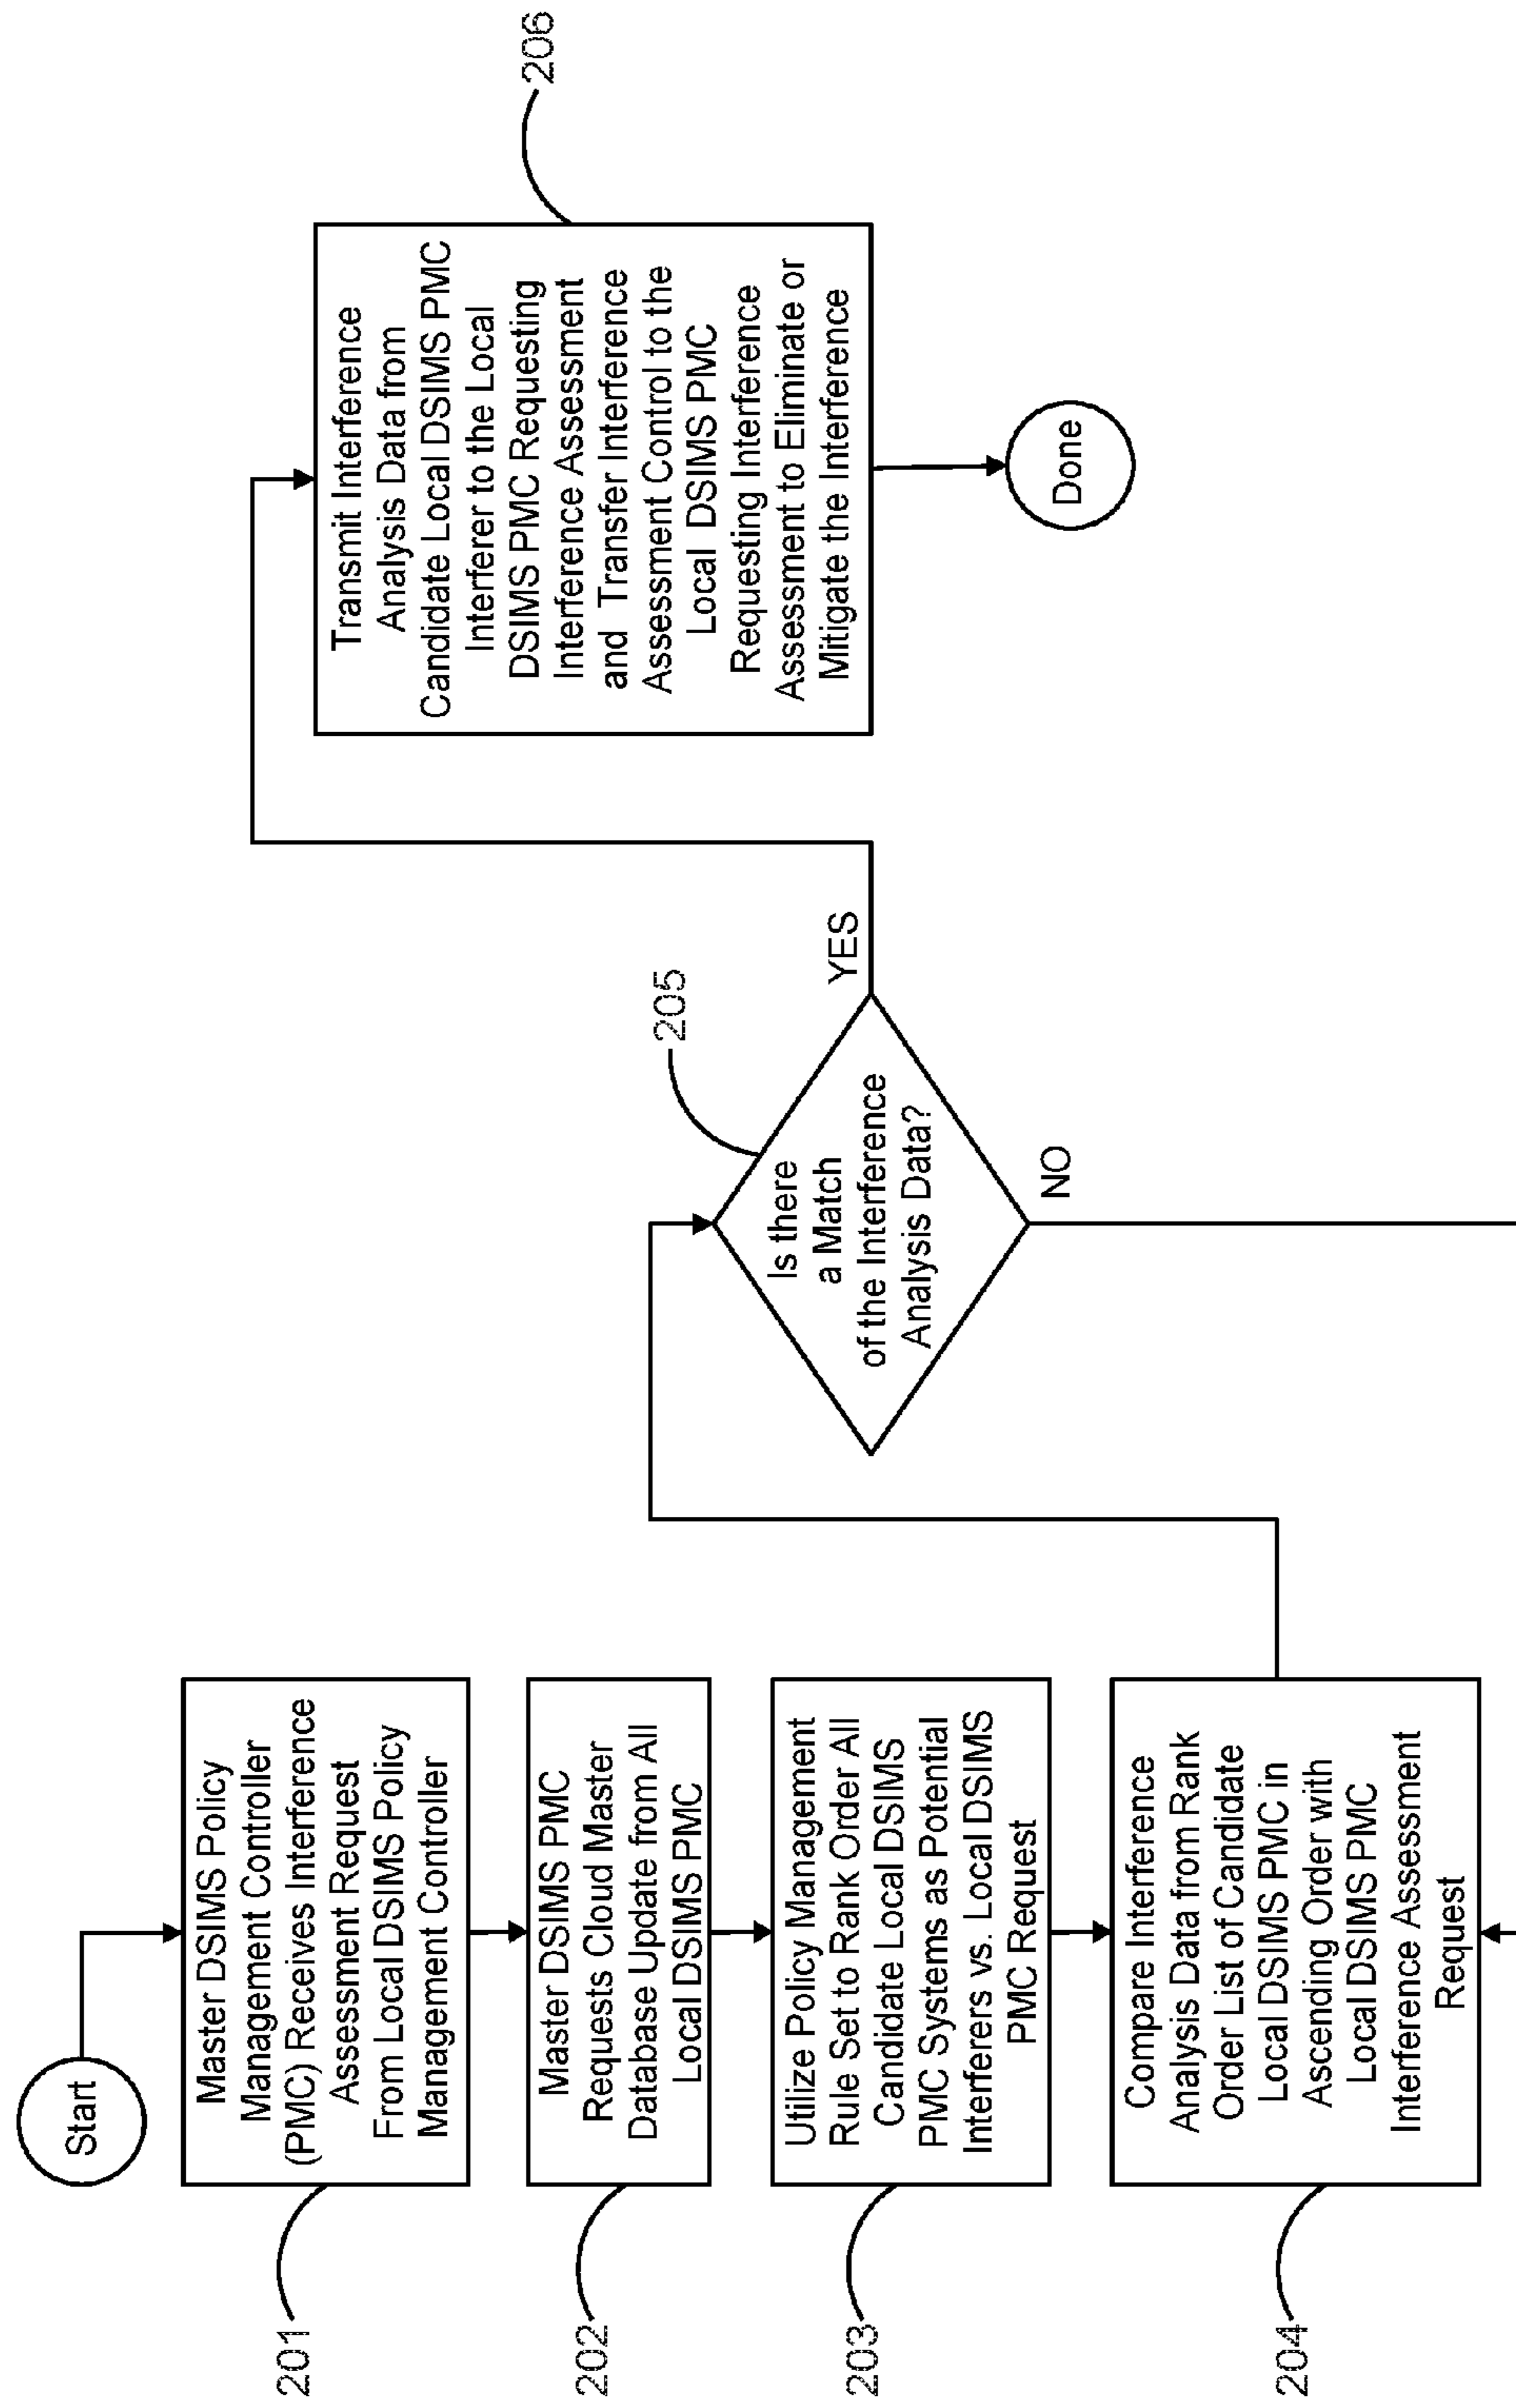 Start
201
Master DSIMS Policy
Management Controller
(PMC) Receives Interference
Assessment Request
From Local DSIMS Policy
Management Controller
202
Master DSIMS PMC
Requests Cloud Master
Database Update from All
Local DSIMS PMC
203
Utilize Policy Management
Rule Set to Rank Order All
Candidate Local DSIMS
PMC Systems as Potential
Interferers vs. Local DSIMS
PMC Request
204
Compare Interference
Analysis Data from Rank
Order List of Candidate
Local DSIMS PMC in
Ascending Order with
Local DSIMS PMC
Interference Assessment
Request
205
Is there
a Match
of the Interference
Analysis Data?
YES
NO
206
Transmit Interference
Analysis Data from
Candidate Local DSIMS PMC
Interferer to the Local
DSIMS PMC Requesting
Interference Assessment
and Transfer Interference
Assessment Control to the
Local DSIMS PMC
Requesting Interference
Assessment to Eliminate or
Mitigate the Interference
Done